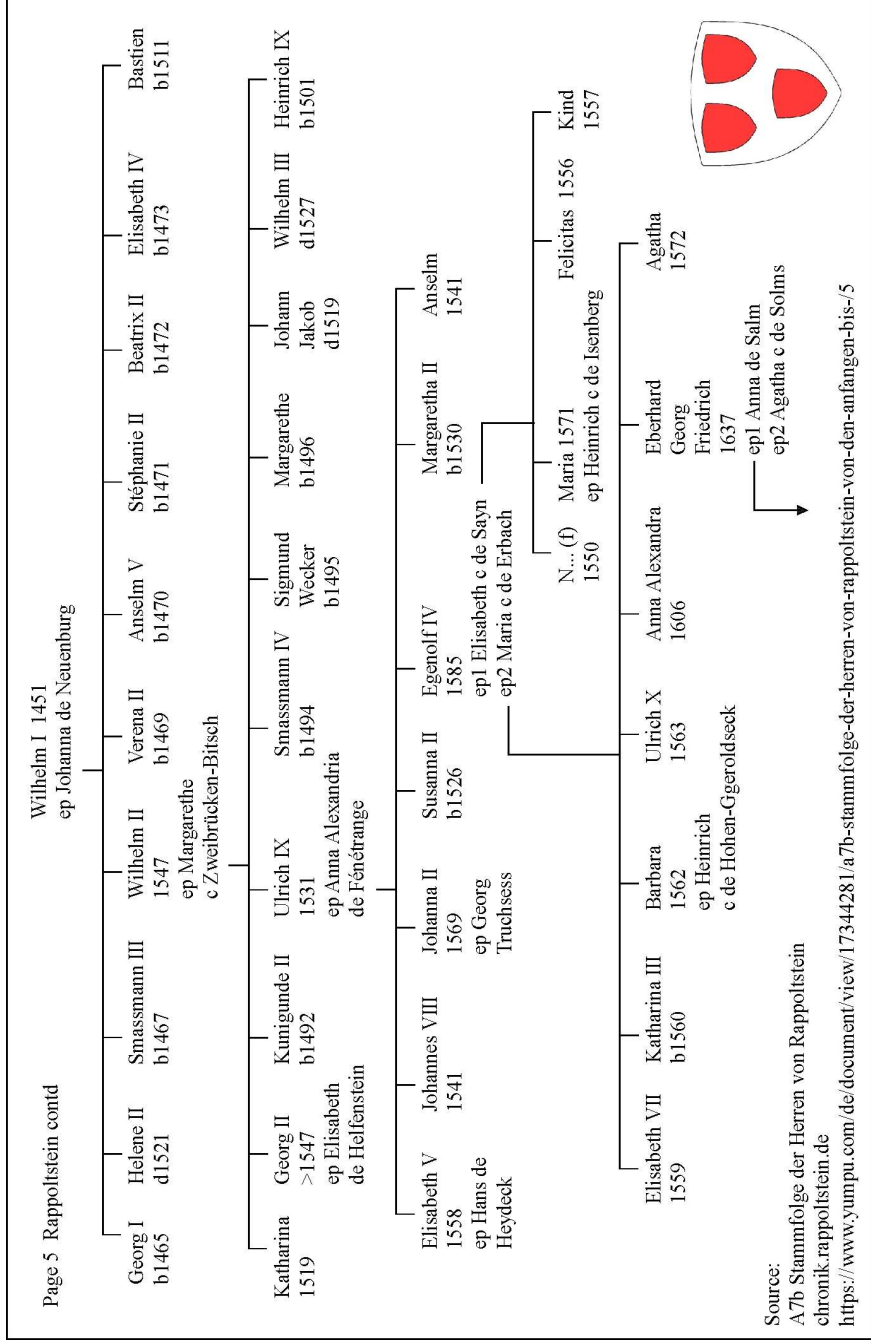 Page 5  Rappoltstein contd
Wilhelm I  1451
ep Johanna de Neuenburg
Georg I
b1465
Helene II
d1521
Smassmann III
b1467
Wilhelm II
1547
ep Margarethe
c Zweibrücken-Bitsch
Verena II
b1469
Anselm V
b1470
Stéphanie II
b1471
Beatrix II
b1472
Elisabeth IV
b1473
Bastien
b1511
Katharina
1519
Georg II
>1547
ep Elisabeth
de Helfenstein
Kunigunde II
b1492
Ulrich IX
1531
ep Anna Alexandria
de Fénétrange
Smassmann IV
b1494
Sigmund
Wecker
b1495
Margarethe
b1496
Johann
Jakob
d1519
Wilhelm III
d1527
Heinrich IX
b1501
Elisabeth V
1558
ep Hans de
Heydeck
Johannes VIII
1541
Johanna II
1569
ep Georg
Truchsess
Susanna II
b1526
Egenolf IV
1585
ep1 Elisabeth c de Sayn
ep2 Maria c de Erbach
Margaretha II
b1530
Anselm
1541
N... (f)
1550
Maria 1571
ep Heinrich c de Isenberg
Felicitas  1556
Kind
1557
Elisabeth VII
1559
Katharina III
b1560
Barbara
1562
ep Heinrich
c de Hohen-Ggeroldseck
Ulrich X
1563
Anna Alexandra
1606
Eberhard
Georg
Friedrich
1637
ep1 Anna de Salm
ep2 Agatha c de Solms
Agatha
1572
Source:
A7b Stammfolge der Herren von Rappoltstein
chronik.rappoltstein.de
https://www.yumpu.com/de/document/view/17344281/a7b-stammfolge-der-herren-von-rappoltstein-von-den-anfangen-bis-/5